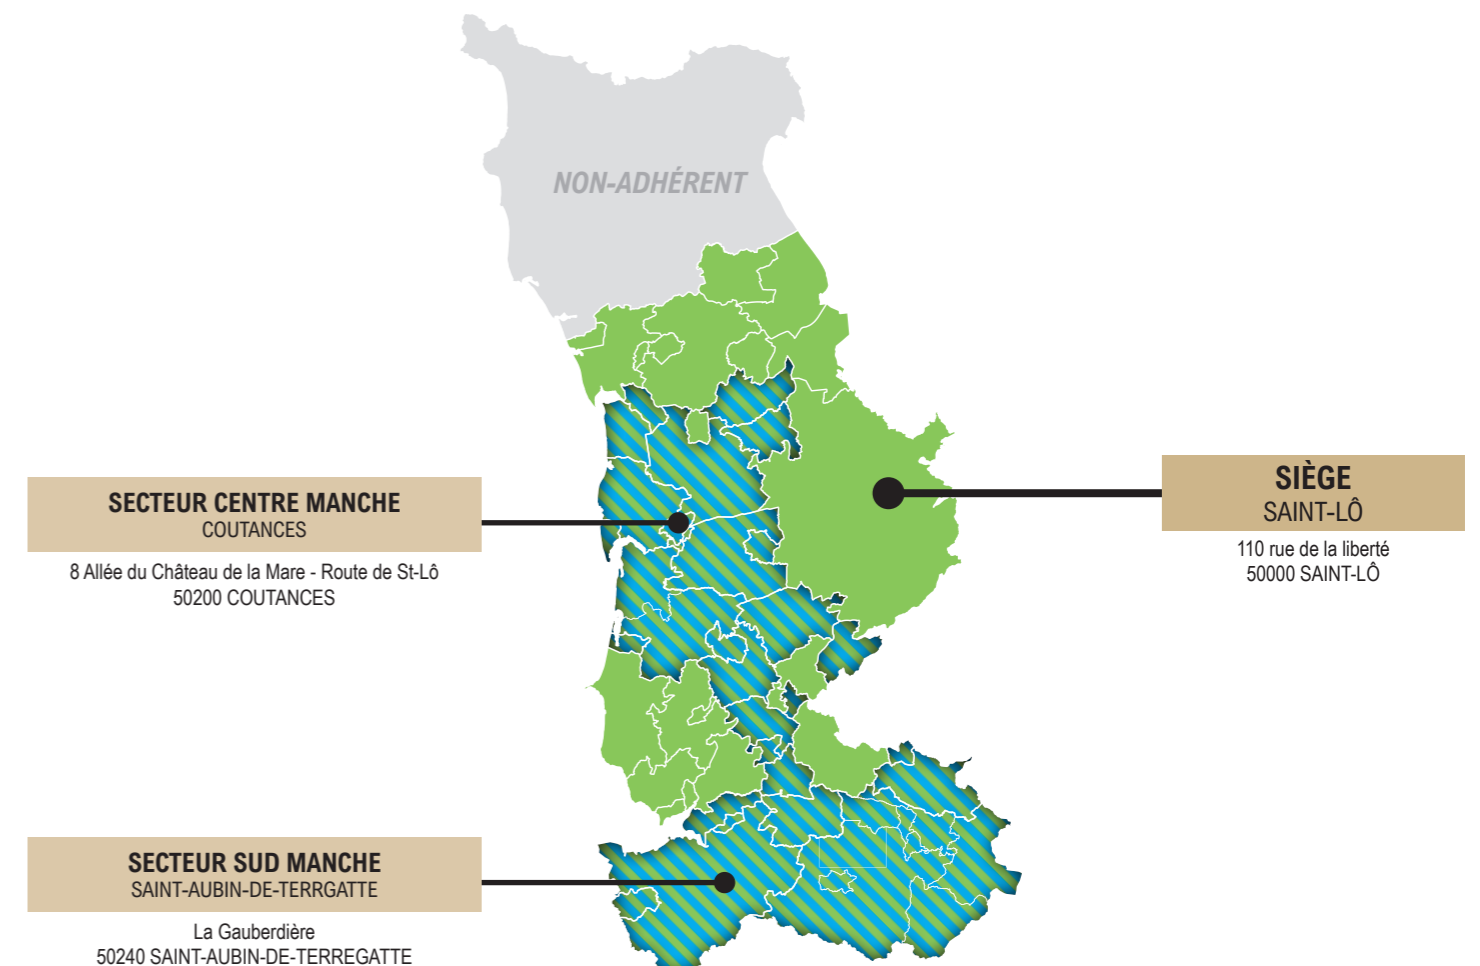 NON-ADHÉRENT
SECTEUR CENTRE MANCHE
COUTANCES
8 Allée du Château de la Mare - Route de St-Lô
50200 COUTANCES
SIÈGE
SAINT-LÔ
110 rue de la liberté
50000 SAINT-LÔ
SECTEUR SUD MANCHE
SAINT-AUBIN-DE-TERRGATTE
La Gauberdière
50240 SAINT-AUBIN-DE-TERREGATTE